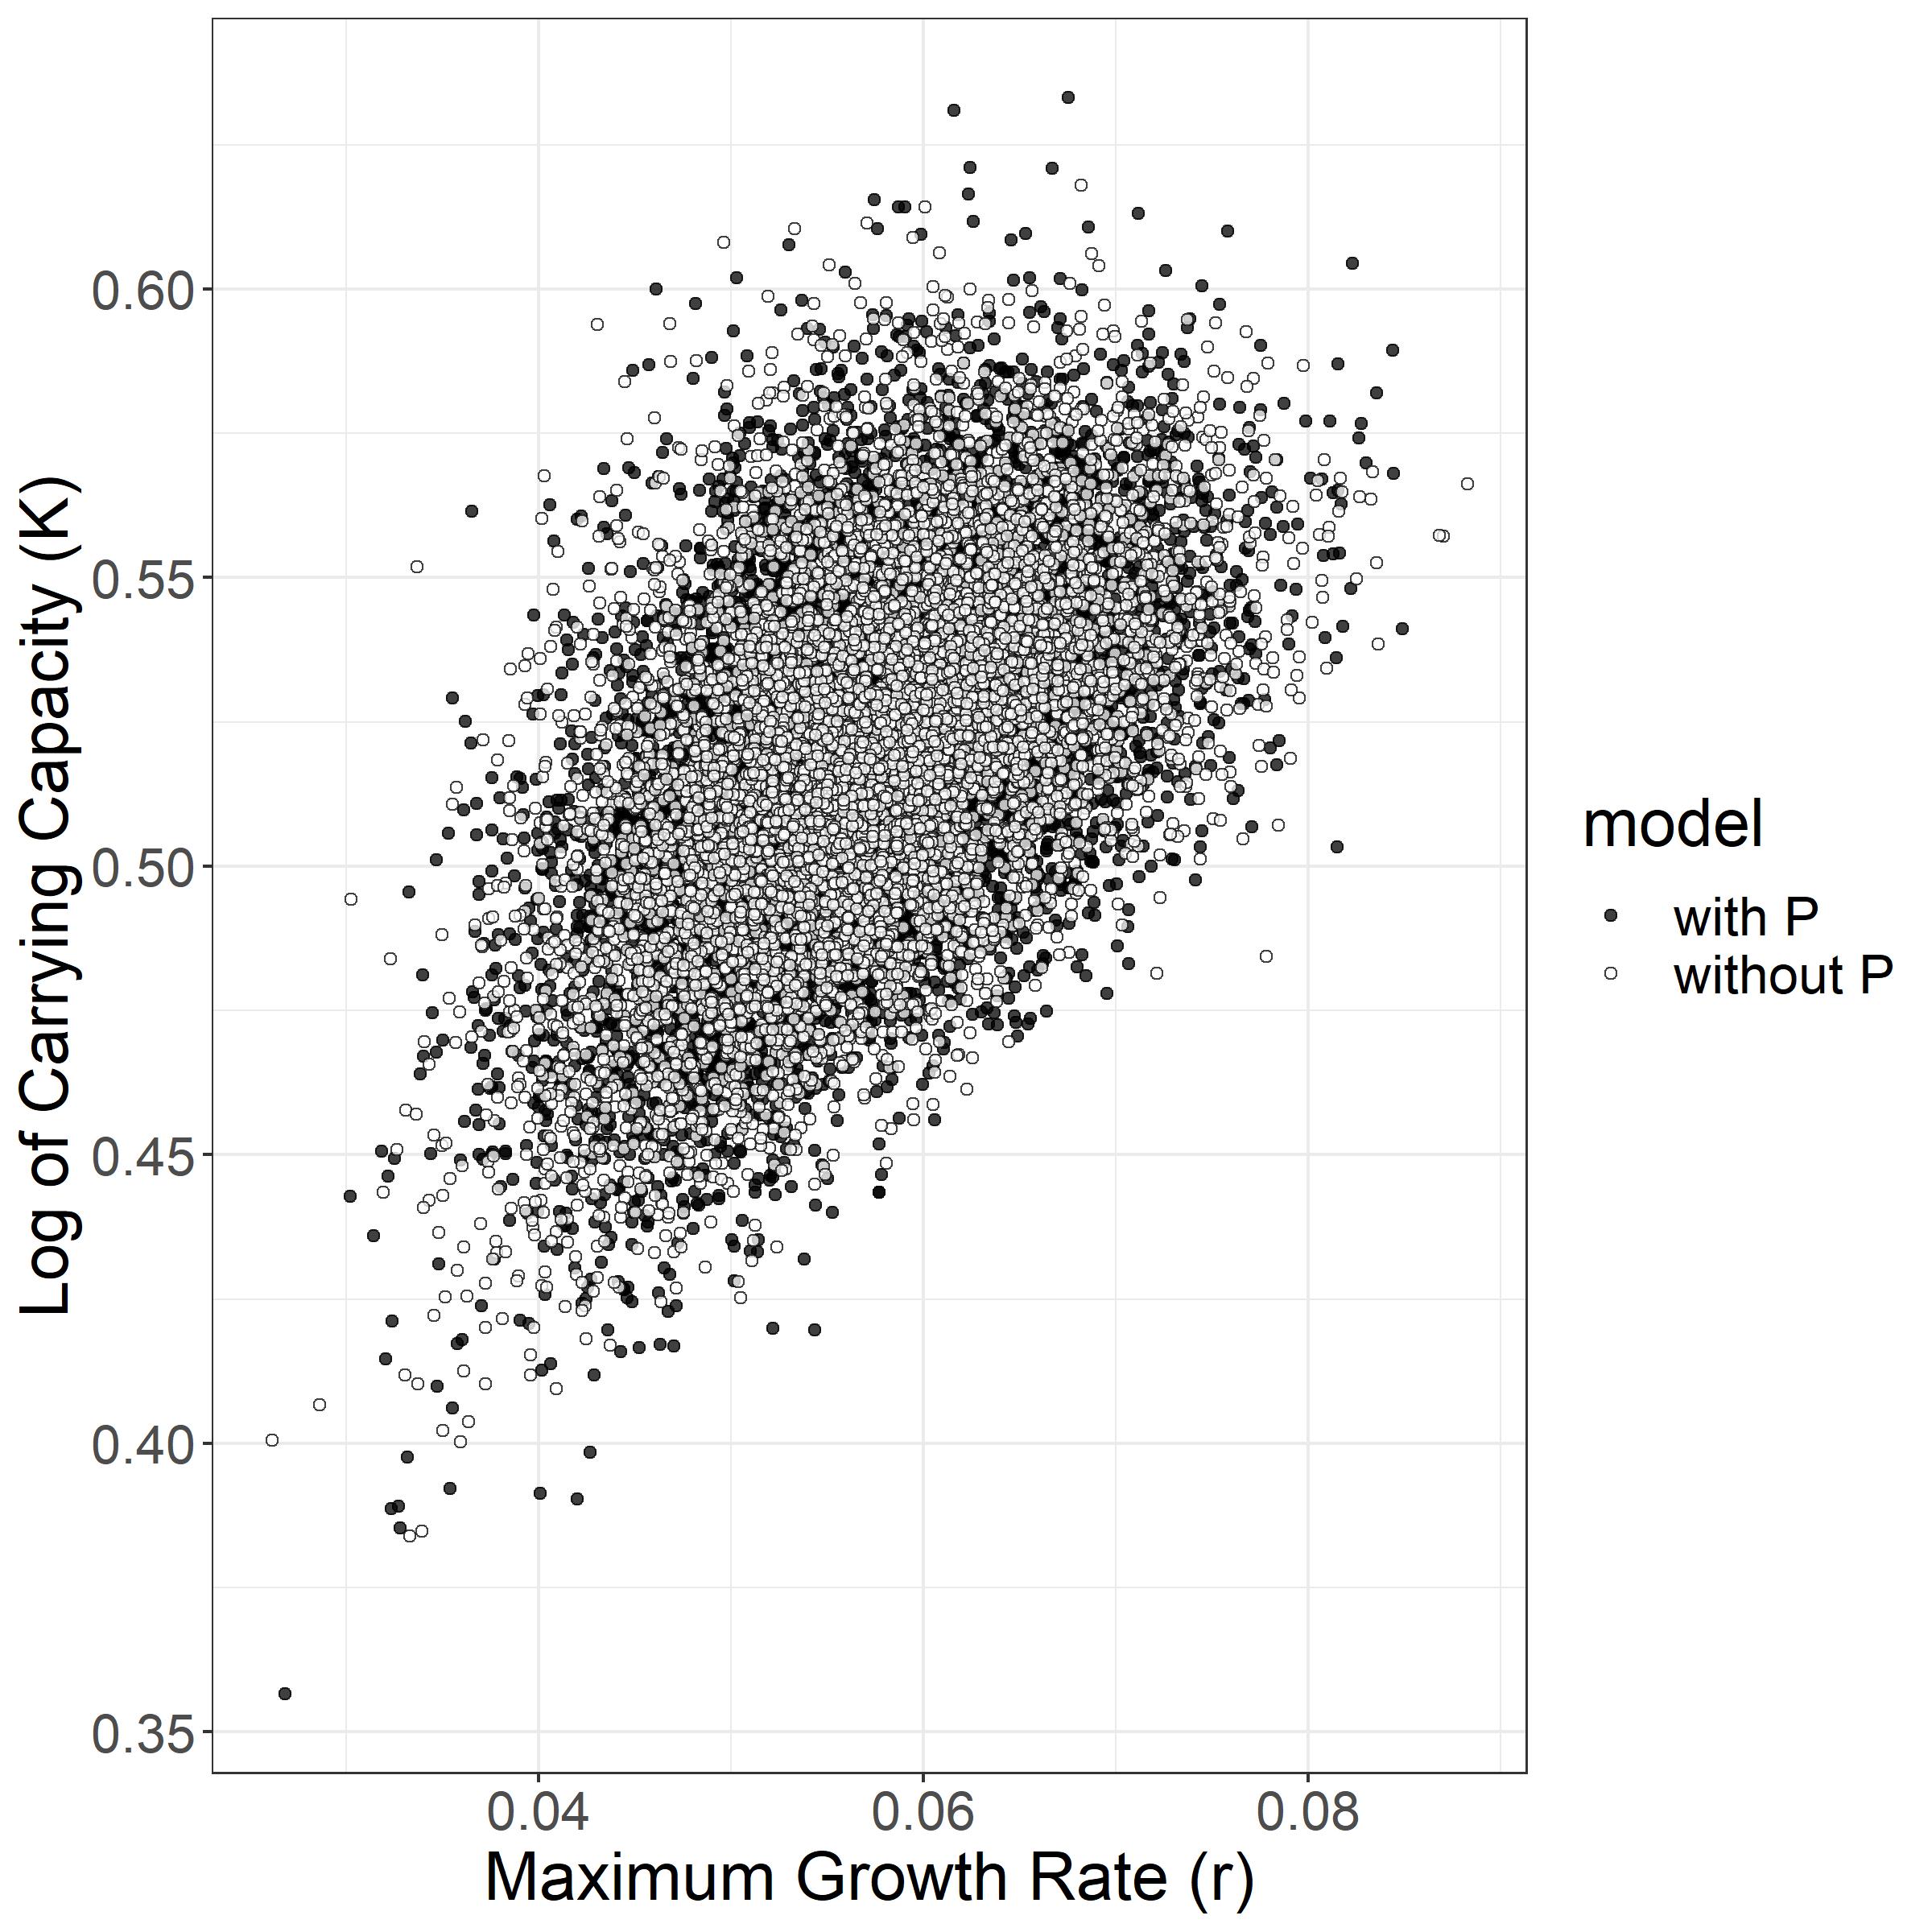 Log of Carrying Capacity (K)
0.60
0.55
0.50
0.45
0.40
0.35
0.04 0.06 0.08
Maximum Growth Rate (r)
model
with P
without P